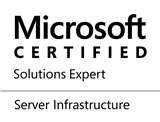 Microsoft
CERTIFIED
Solutions Expert
Server Infrastructure